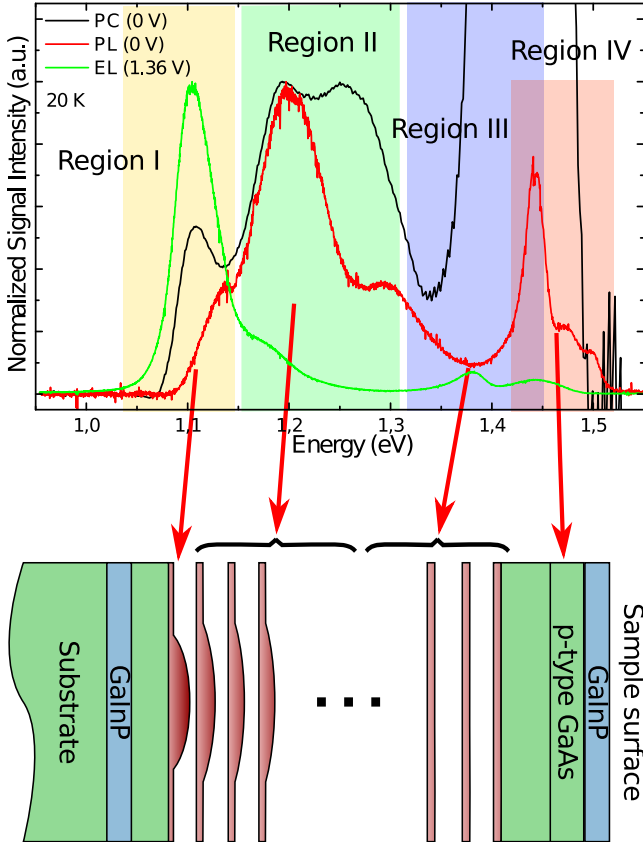 PC (0 V)
PL (0 V)
EL (1.36 V)
20 K
Region I
Region II
Region III
Region IV
Normalized Signal Intensity (a.u.)
1,0 1,1 1,2 1,3 1,4 1,5
Energy (eV)
Substrate
GaInP
p-type GaAs
GaInP
Sample surface